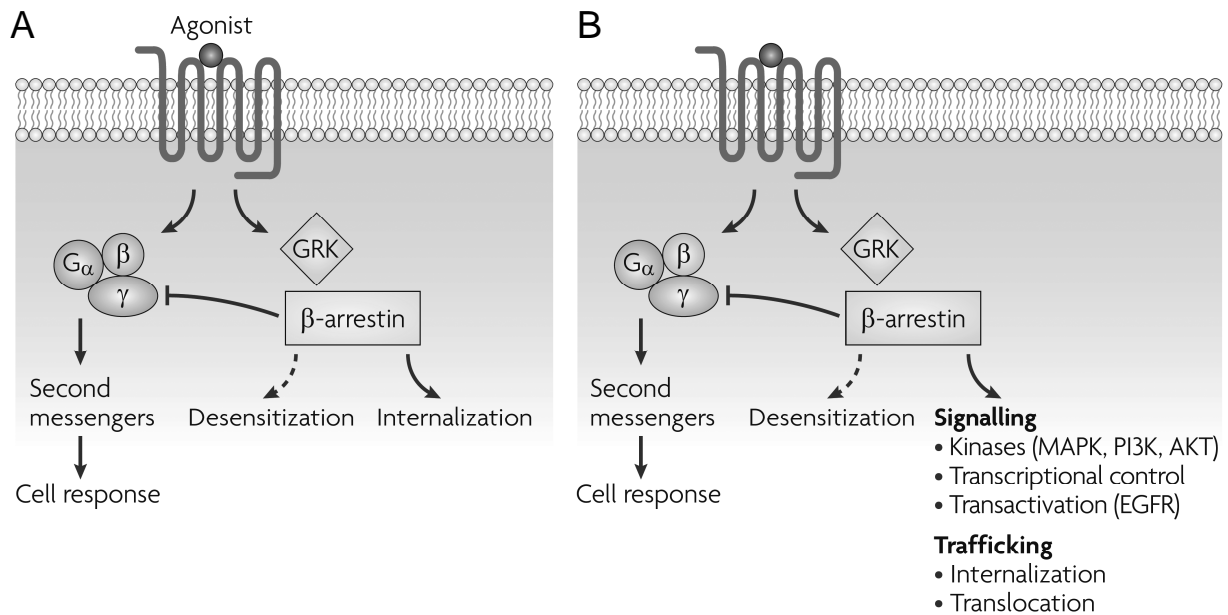 A
Agonist
Gα
β
γ
GRK
β-arrestin
Second
messengers
Desensitization
Internalization
Cell response
B
Gα
β
γ
GRK
β-arrestin
Second
messengers
Desensitization
Cell response
Signalling
• Kinases (MAPK, PI3K, AKT)
• Transcriptional control
• Transactivation (EGFR)
Trafficking
• Internalization
• Translocation